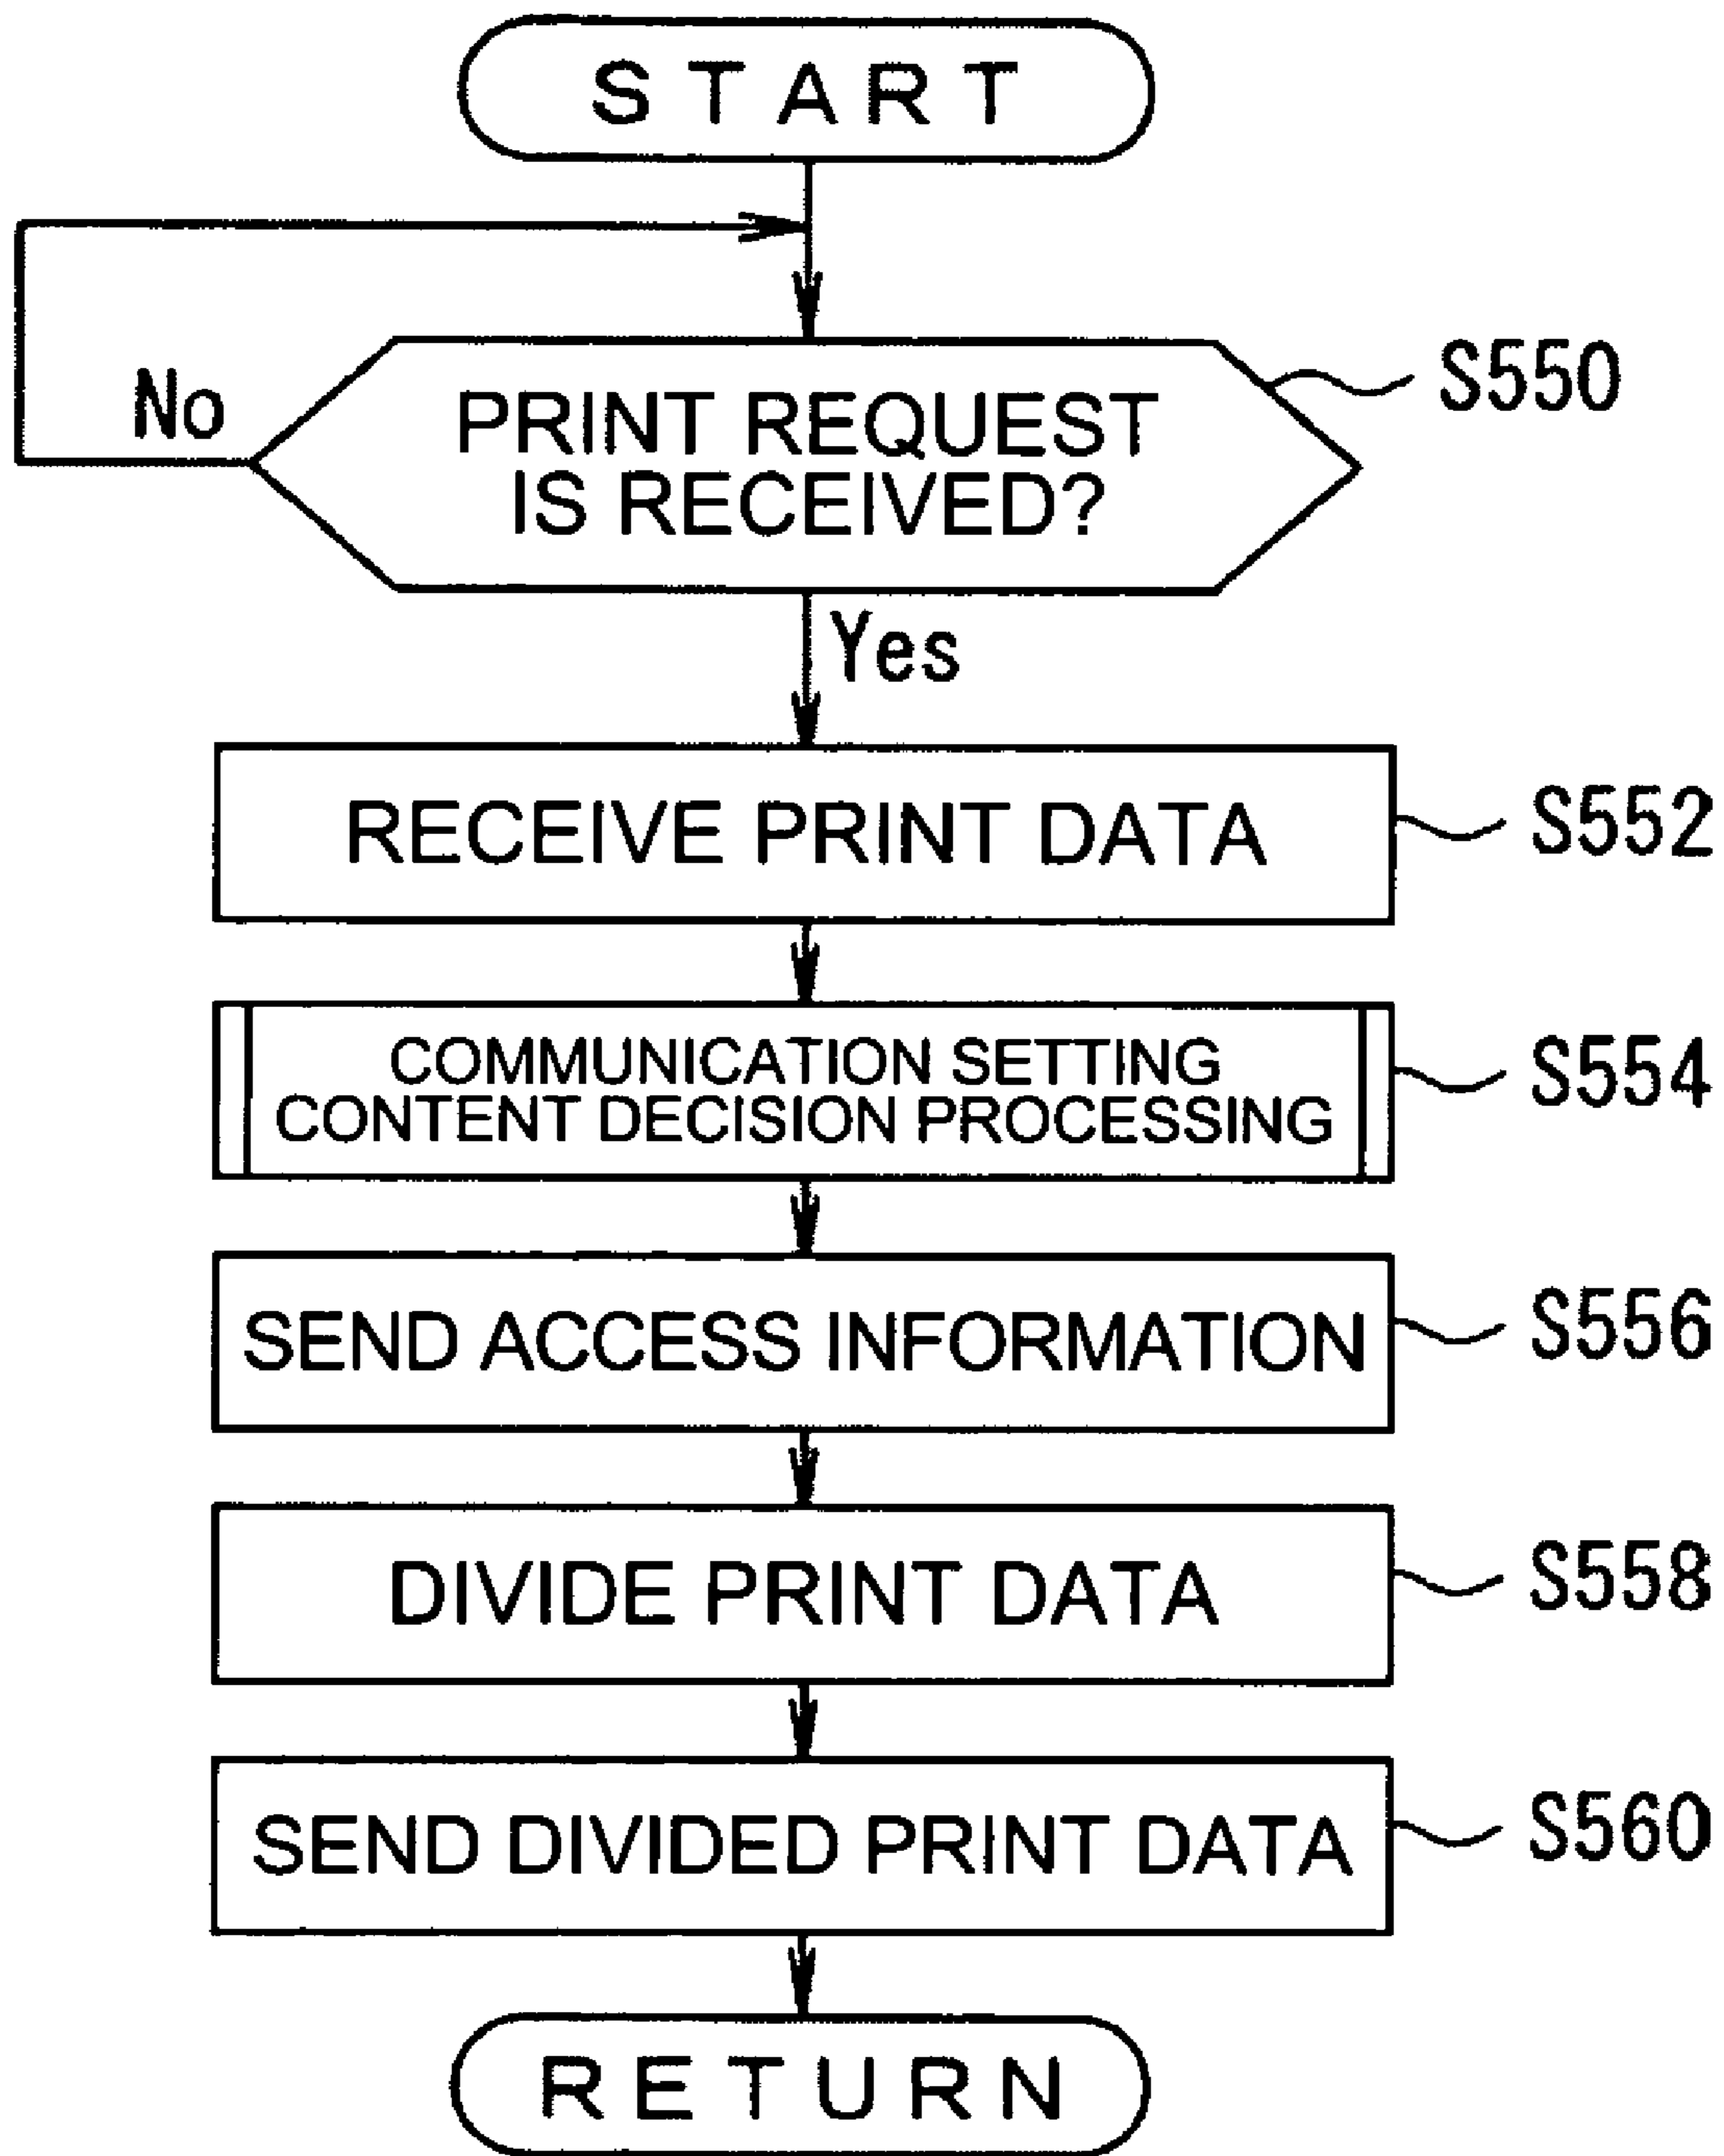 START
No
PRINT REQUEST
IS RECEIVED?
S550
Yes
RECEIVE PRINT DATA
S552
COMMUNICATION SETTING
CONTENT DECISION PROCESSING
S554
SEND ACCESS INFORMATION
S556
DIVIDE PRINT DATA
S558
SEND DIVIDED PRINT DATA
S560
RETURN